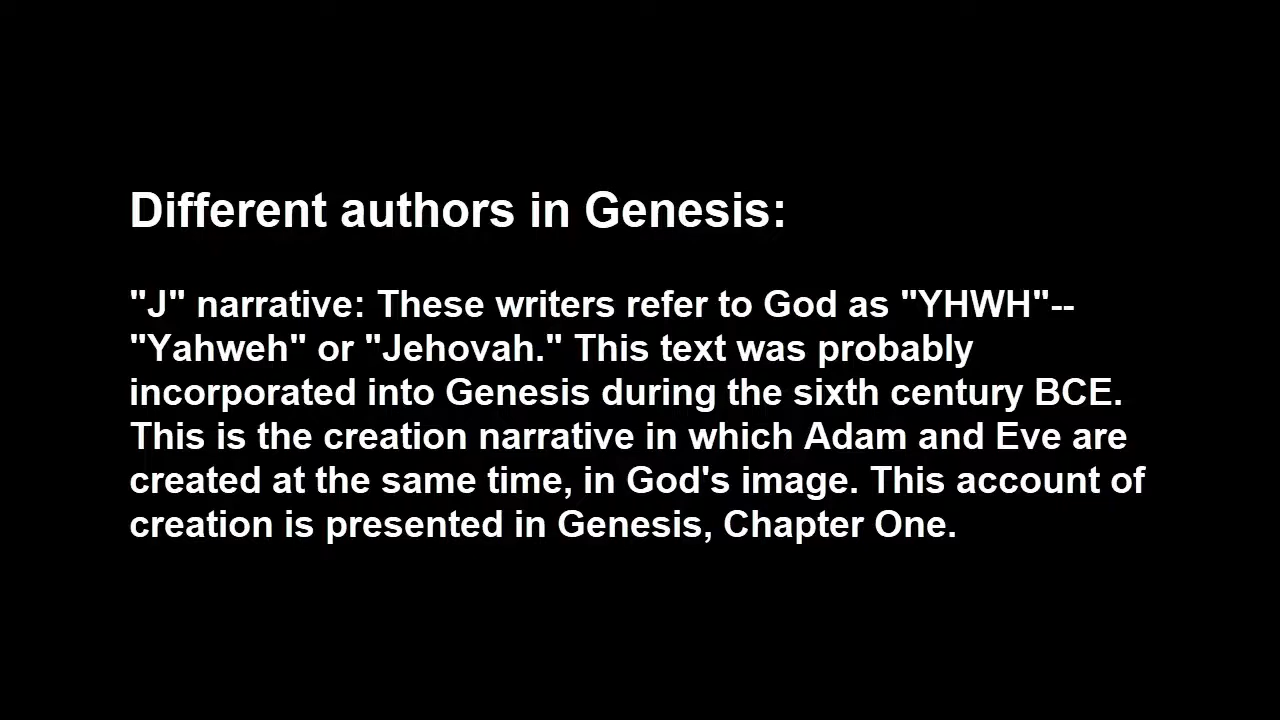 Different authors in Genesis:
"J" narrative: These writers refer to God as "YHWH"--
"Yahweh" or "Jehovah." This text was probably
incorporated into Genesis during the sixth century BCE.
This is the creation narrative in which Adam and Eve are
created at the same time, in God's image. This account of
creation is presented in Genesis, Chapter One.